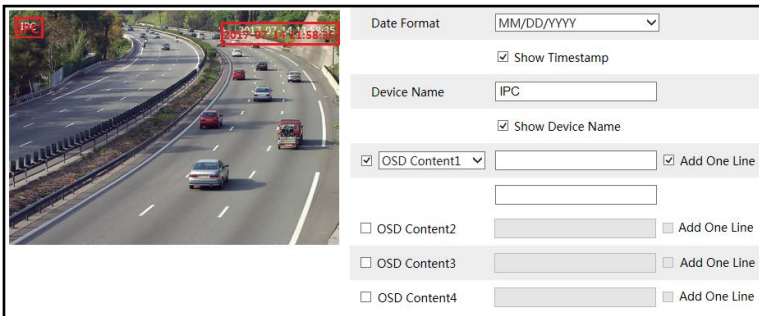 IPC
2017-07-14 11:58:35
Date Format MM/DD/YYYY
Show Timestamp
Device Name IPC
Show Device Name
OSD Content1 Add One Line
OSD Content2 Add One Line
OSD Content3 Add One Line
OSD Content4 Add One Line